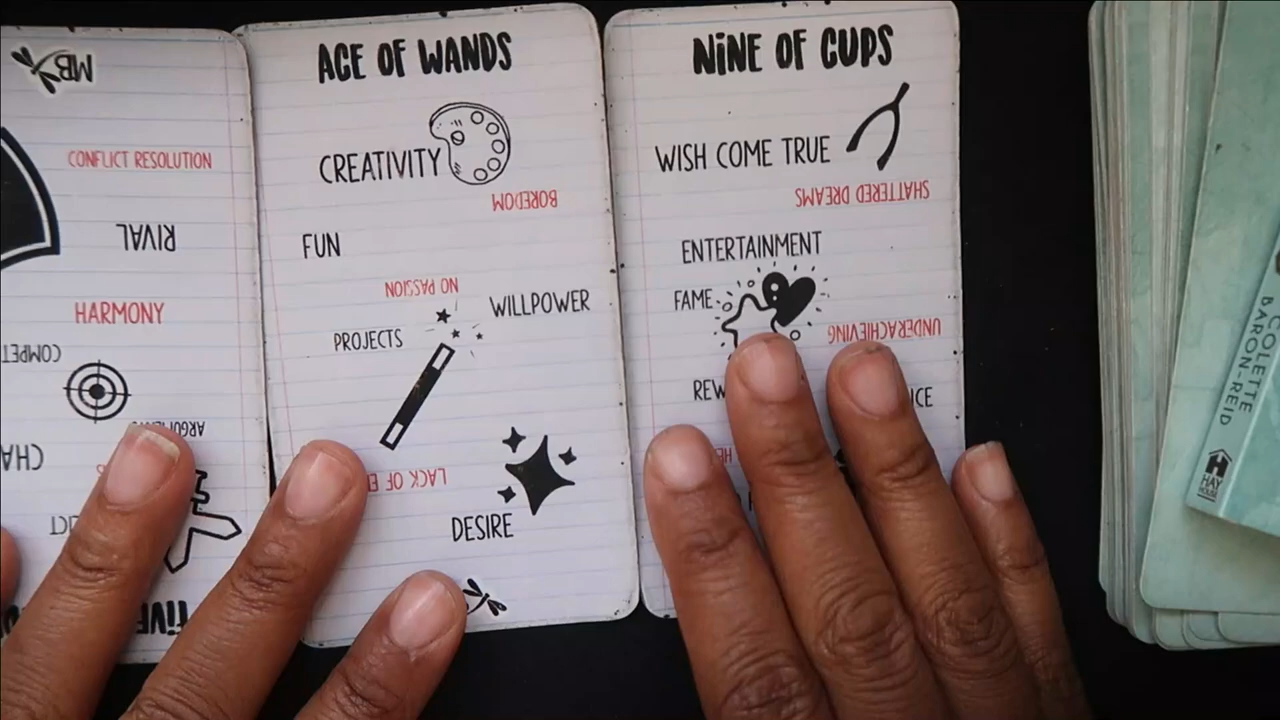 MB
CONFLICT RESOLUTION
RIVAL
HARMONY
COMPET
CHA
FIVE
ACE OF WANDS
CREATIVITY
BOREDOM
FUN
NO PASSION
WILLPOWER
PROJECTS
LACK OF E
DESIRE
NINE OF CUPS
WISH COME TRUE
SHATTERED DREAMS
ENTERTAINMENT
FAME
UNDERACHIEVING
REW
ICE
COLETTE
BARON-REID
HAY
HOUSE